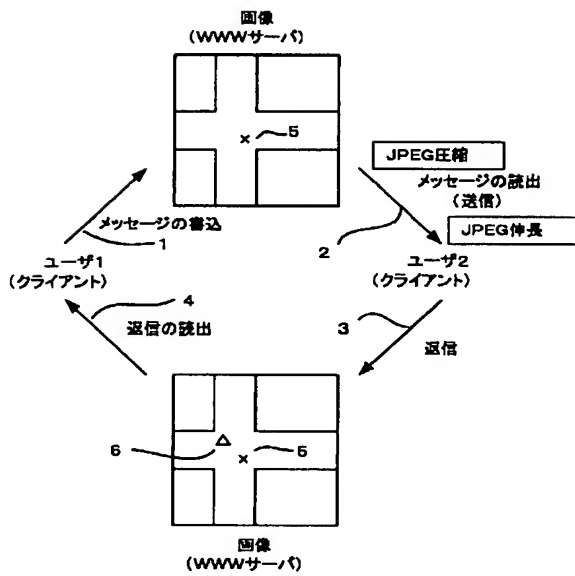 画像
(WWWサーバ)
× 5
JPEG圧縮
メッセージの書込
1
メッセージの読出
(送信)
2
JPEG伸長
ユーザ1
(クライアント)
ユーザ2
(クライアント)
4
返信の読出
3
返信
6 △ × 5
画像
(WWWサーバ)